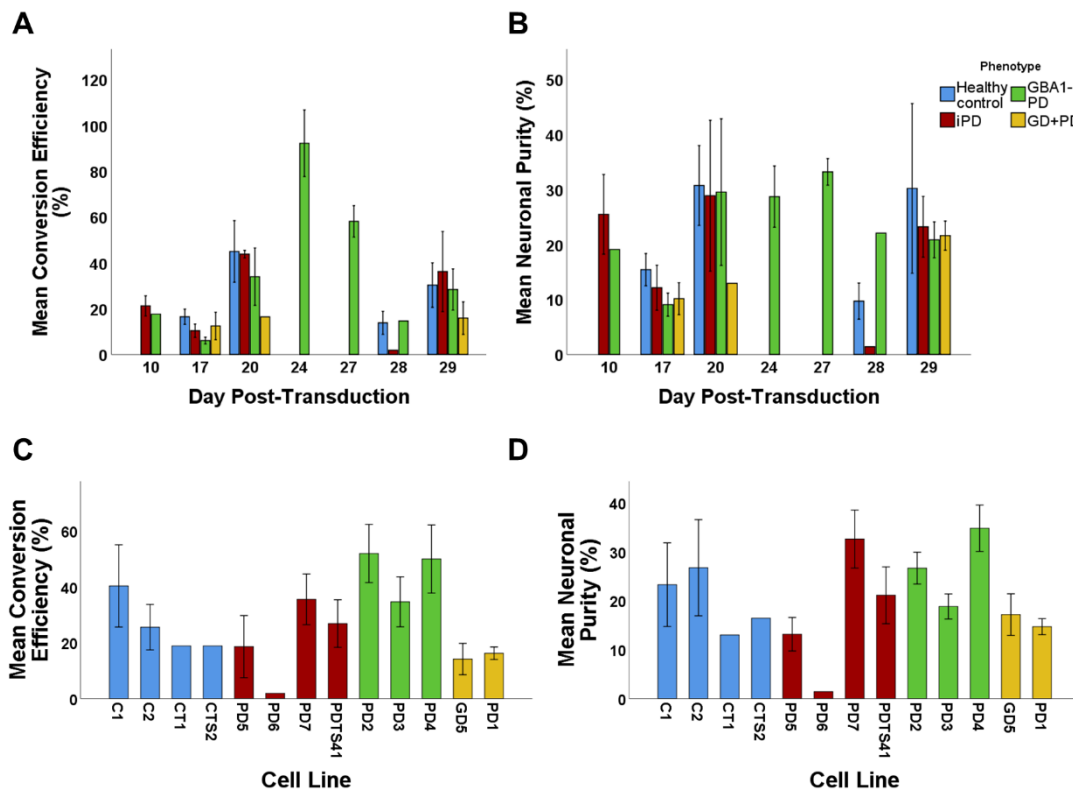 A
Mean Conversion Efficiency
(%)
120
100
80
60
40
20
0
10 17 20 24 27 28 29
Day Post-Transduction
B
Mean Neuronal Purity (%)
50
40
30
20
10
0
10 17 20 24 27 28 29
Day Post-Transduction
Phenotype
Healthy control
GBA1-PD
iPD
GD+PD
C
Mean Conversion
Efficiency (%)
60
40
20
0
C1 C2 CT1 CTS2 PD5 PD6 PD7 PDTS41 PD2 PD3 PD4 GD5 PD1
Cell Line
D
Mean Neuronal
Purity (%)
40
30
20
10
0
C1 C2 CT1 CTS2 PD5 PD6 PD7 PDTS41 PD2 PD3 PD4 GD5 PD1
Cell Line